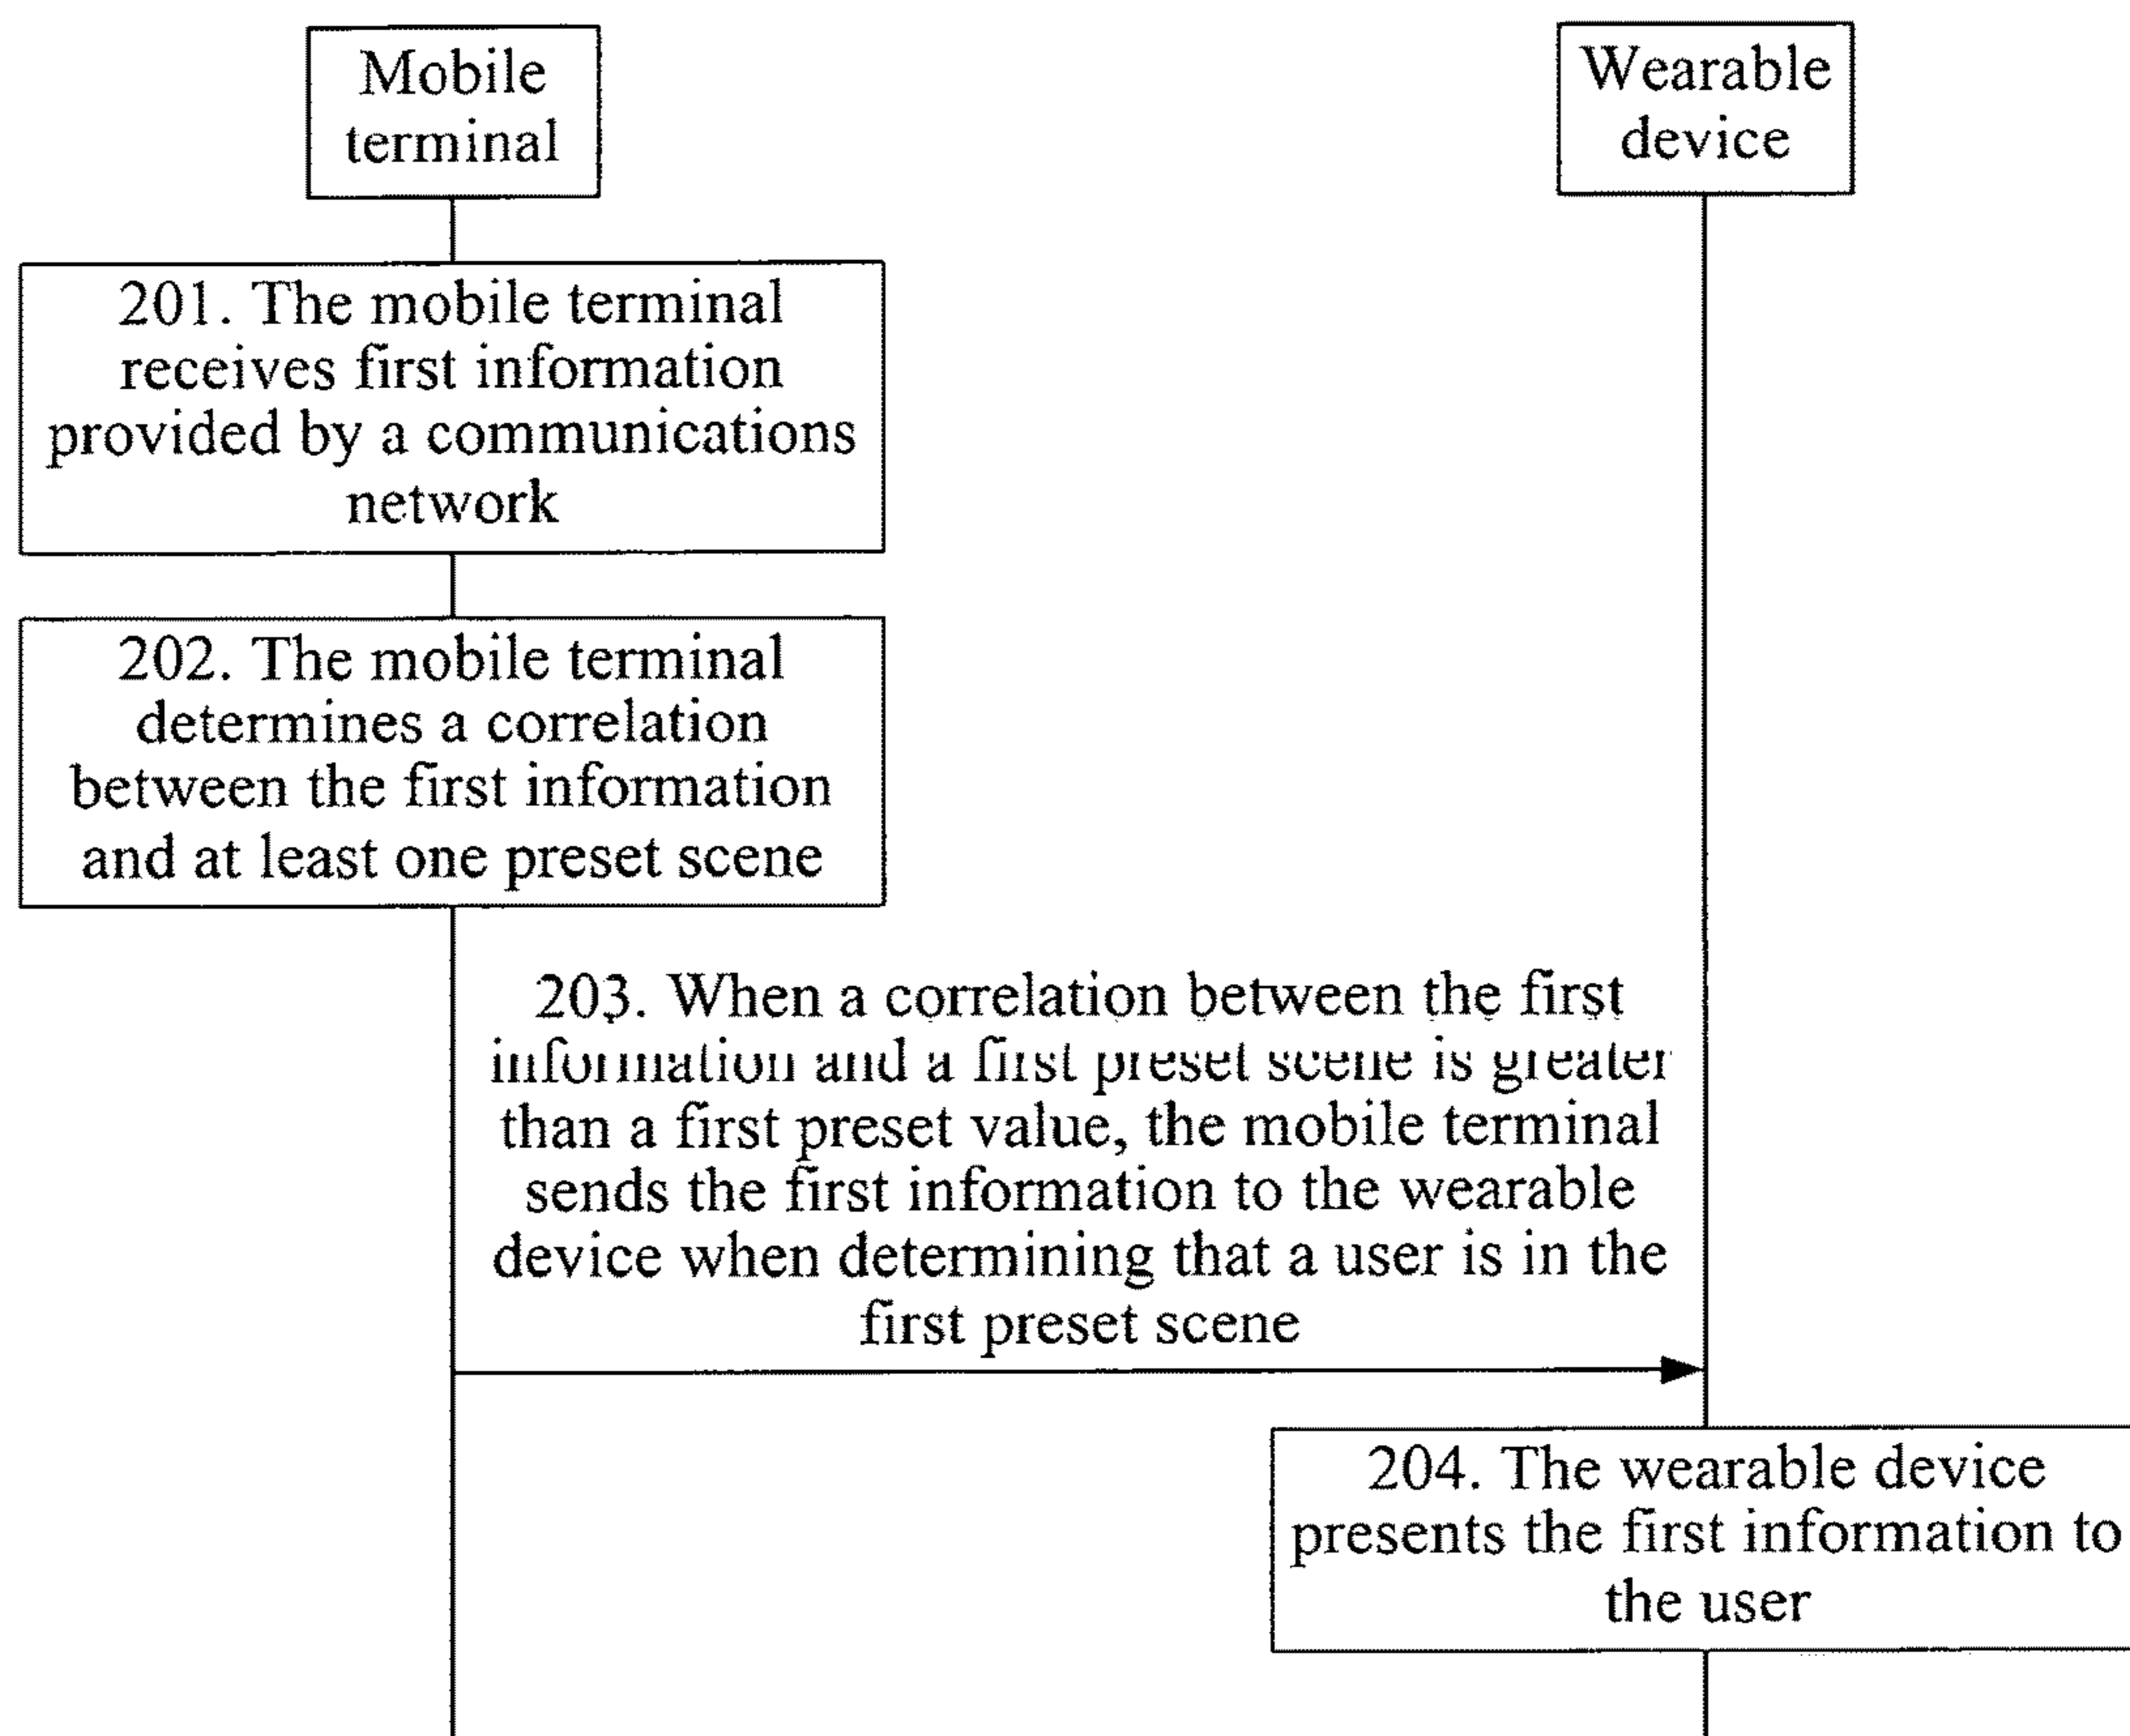 Mobile
terminal
Wearable
device
201. The mobile terminal
receives first information
provided by a communications
network
202. The mobile terminal
determines a correlation
between the first information
and at least one preset scene
203. When a correlation between the first
information and a first preset scene is greater
than a first preset value, the mobile terminal
sends the first information to the wearable
device when determining that a user is in the
first preset scene
204. The wearable device
presents the first information to
the user